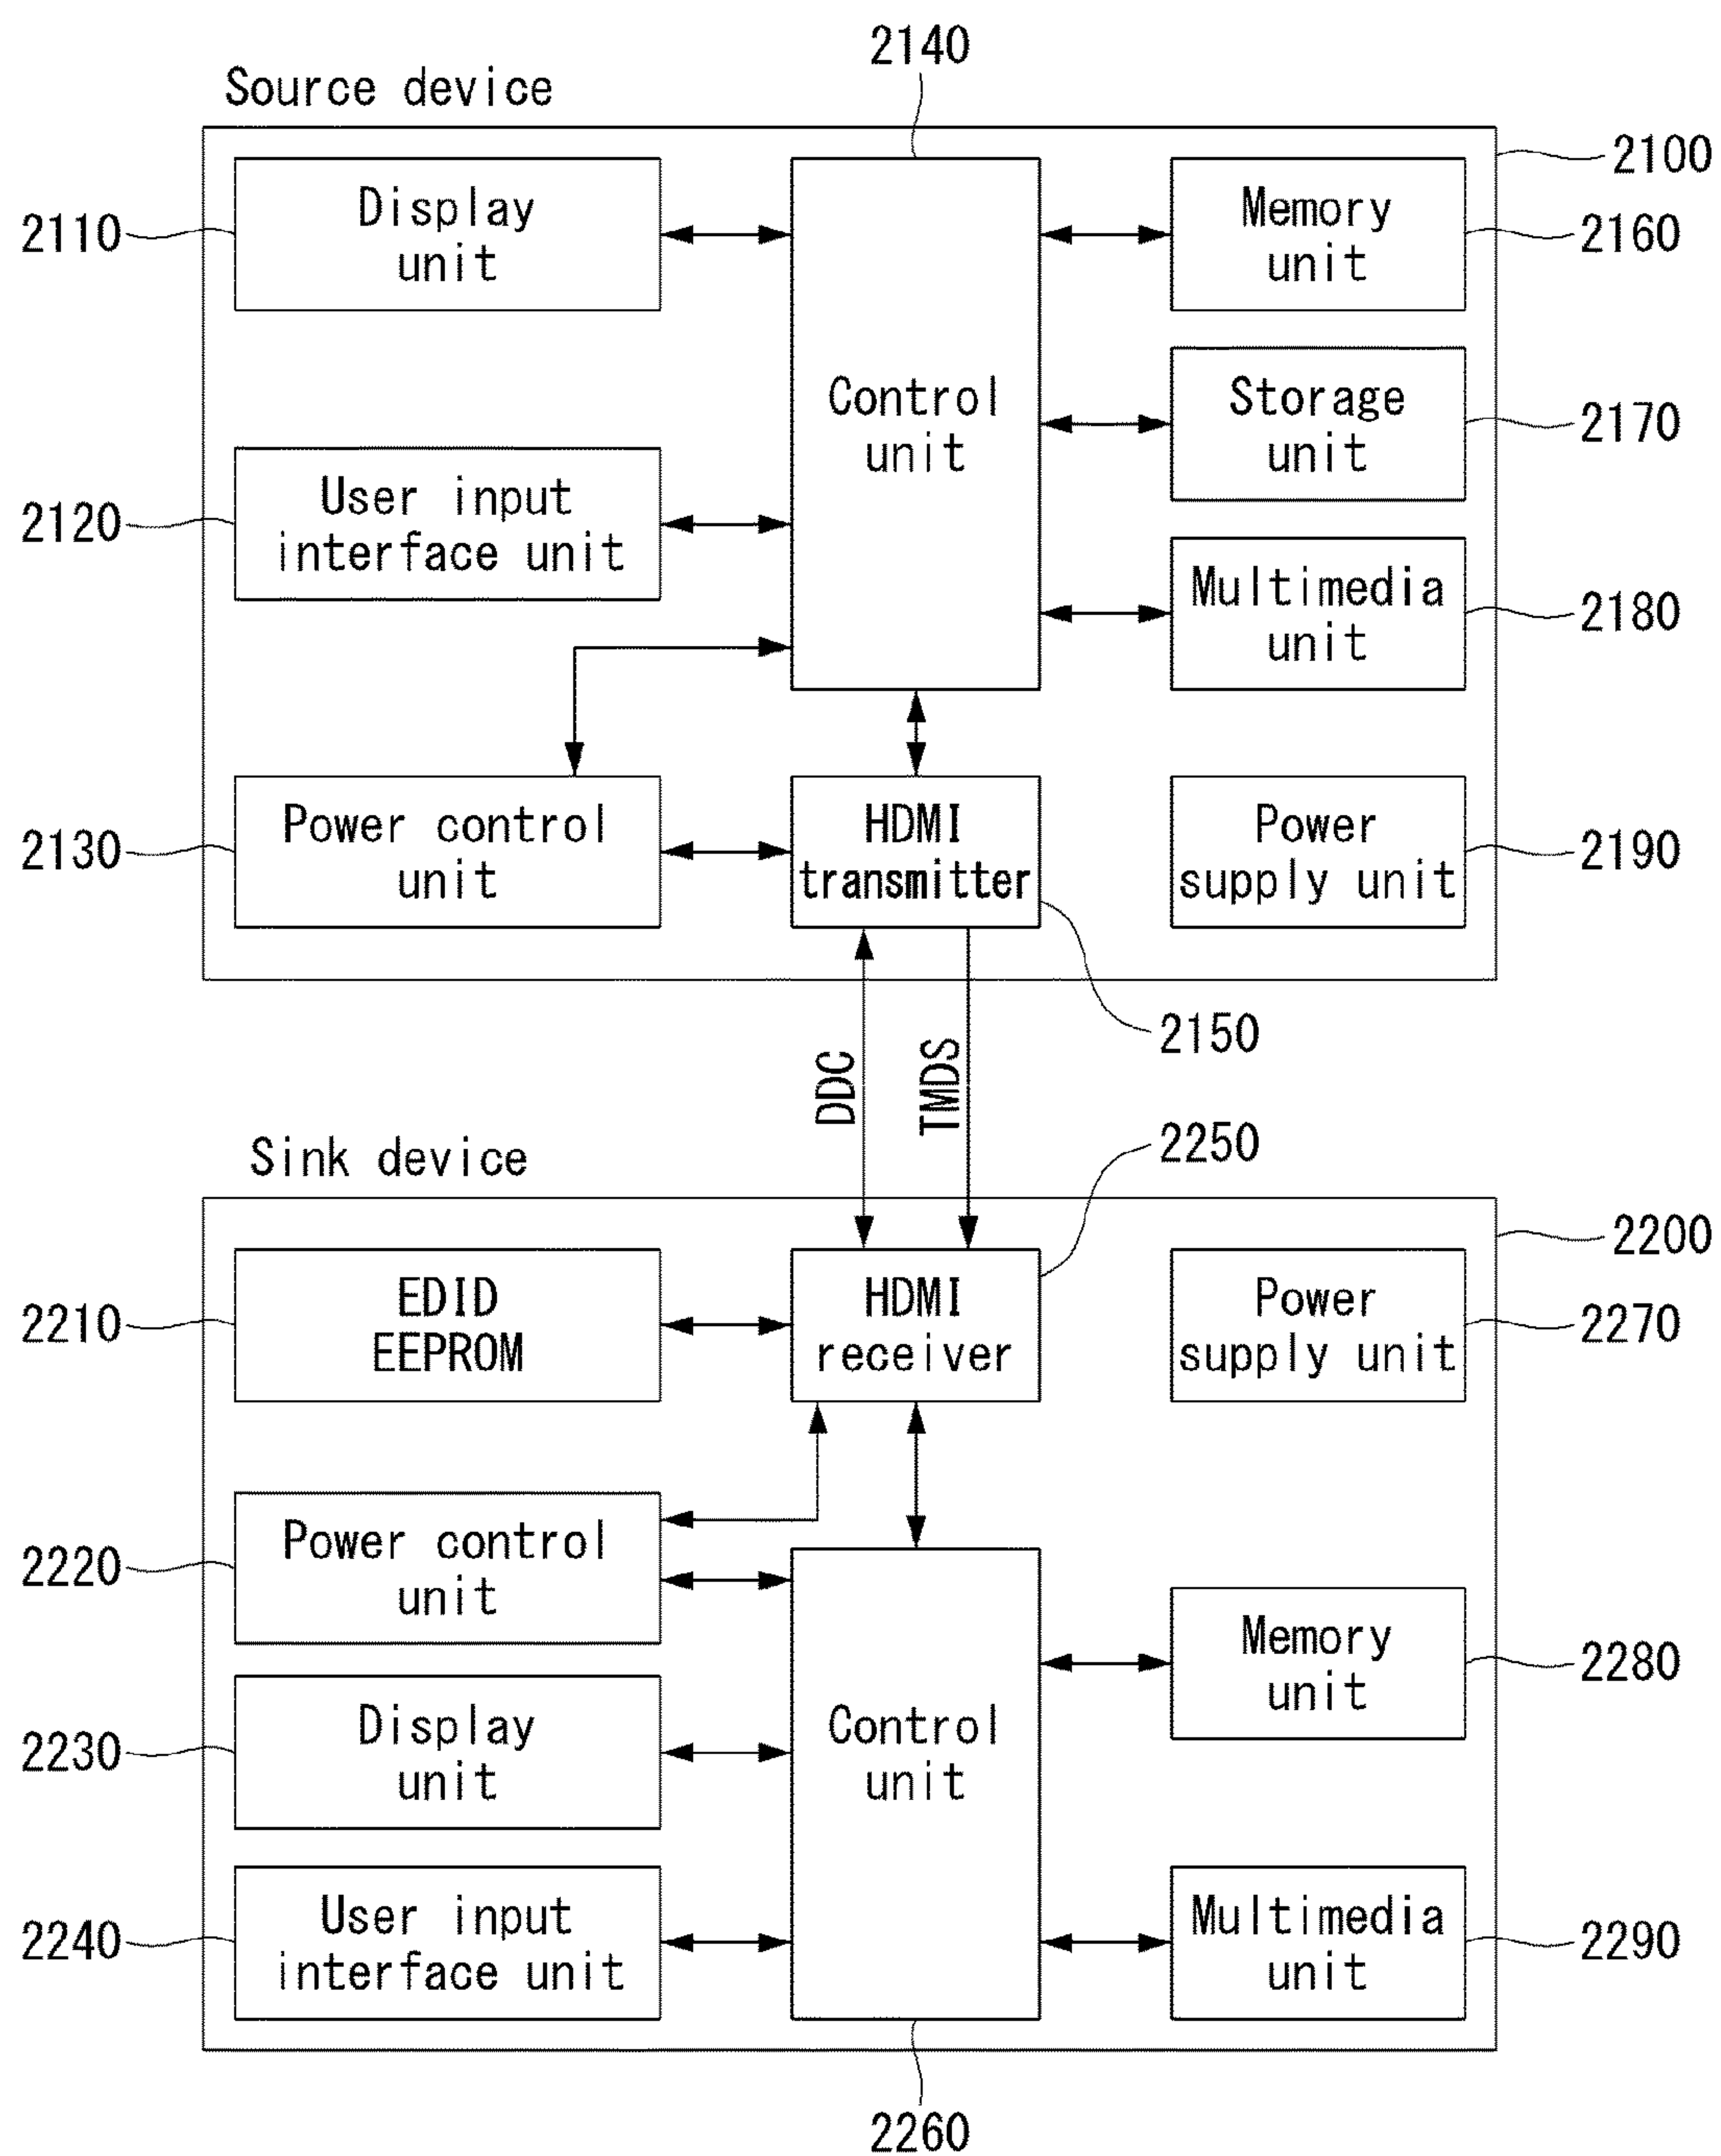 2140
Source device
2100
Display
unit
2110
Memory
unit
2160
Control
unit
Storage
unit
2170
User input
interface unit
2120
Multimedia
unit
2180
Power control
unit
2130
HDMI
transmitter
Power
supply unit
2190
2150
DDC
TMDS
2250
Sink device
2200
EDID
EEPROM
2210
HDMI
receiver
Power
supply unit
2270
Power control
unit
2220
Memory
unit
2280
Display
unit
2230
Control
unit
User input
interface unit
2240
Multimedia
unit
2290
2260